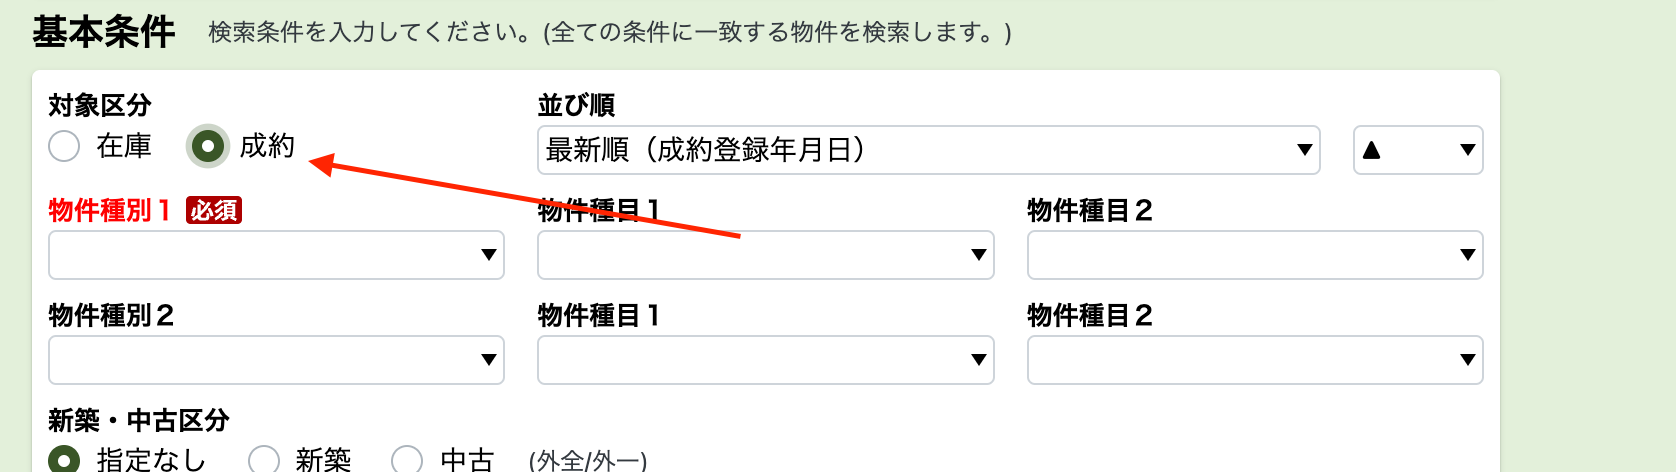 基本条件 検索条件を入力してください。(全ての条件に一致する物件を検索します。)
対象区分 並び順
在庫 成約 最新順（成約登録年月日） ▲
物件種別１ 必須 物件種目１ 物件種目２
物件種別２ 物件種目１ 物件種目２
新築・中古区分
指定なし 新築 中古 (外全/外一)